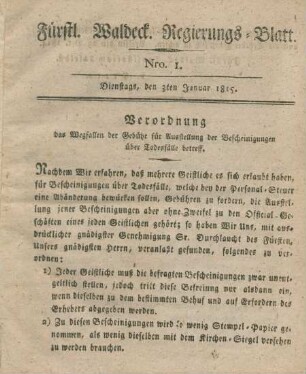 Fürstl. Waldeck. Regierungs-Blatt.
Nro. 1.
Dienstags, den 3ten Januar 1815.
Verordnung
das Wegfallen der Gebühr für Ausstellung der Bescheinigungen
über Todesfälle betreff.
Nachdem Wir erfahren, daß mehrere Geistliche es sich erlaubt haben,
für Bescheinigungen über Todesfälle, welche bey der Personal-Steuer
eine Abänderung bewürken sollen, Gebühren zu fordern, die Ausstel-
lung jener Bescheinigungen aber ohne Zweifel zu den Official-Ge-
schäften eines jeden Geistlichen gehört, so haben Wir Uns, mit aus-
drücklicher gnädigster Genehmigung Sr. Durchlaucht des Fürsten,
Unsers gnädigsten Herrn, veranlaßt gefunden, folgendes zu ver-
ordnen:
1) Jeder Geistliche muß die befragten Bescheinigungen zwar unent-
geltlich ertheilen, jedoch tritt diese Befreiung nur alsdann ein,
wenn dieselben zu dem bestimmten Behuf und auf Erfordern des
Erhebers abgegeben werden.
2) Zu diesen Bescheinigungen wird so wenig Stempel-Papier ge-
nommen, als wenig dieselben mit dem Kirchen-Siegel versehen
zu werden brauchen.